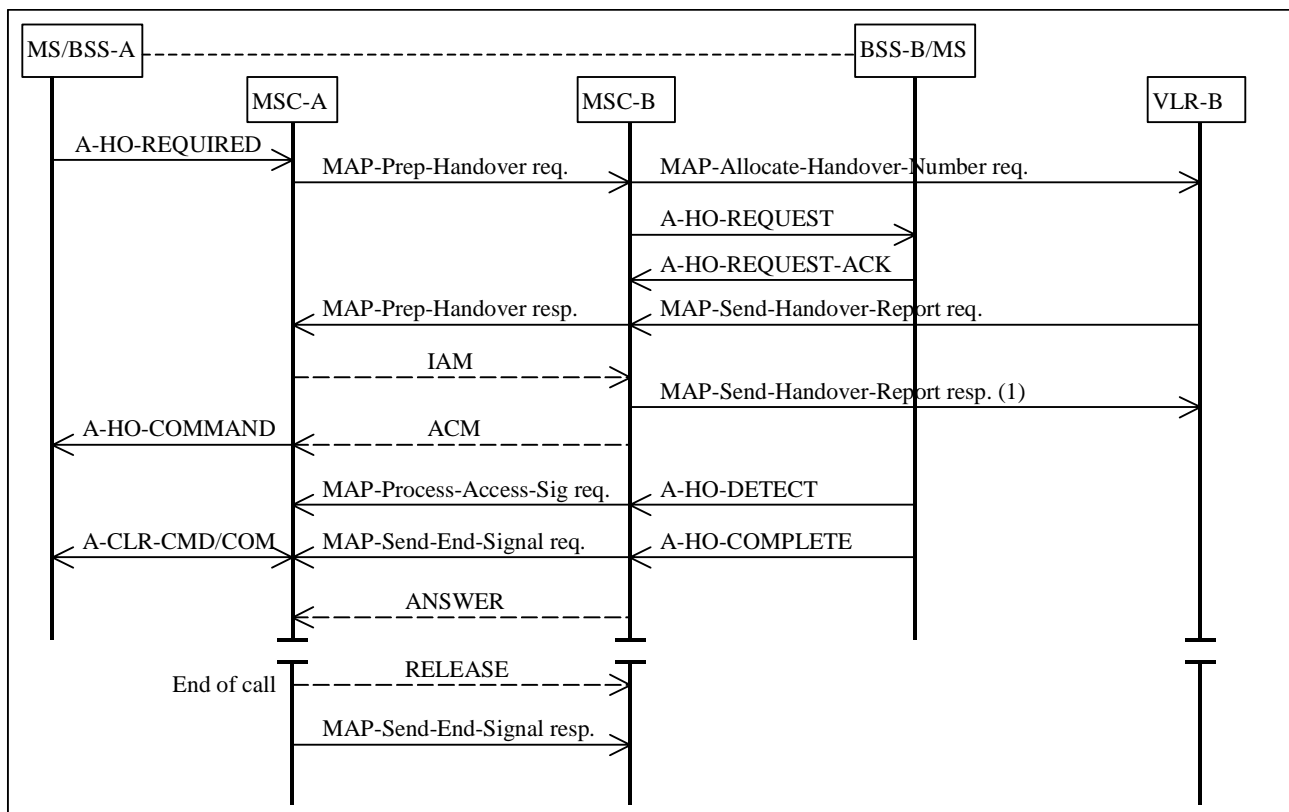 MS/BSS-A
BSS-B/MS
MSC-A
MSC-B
VLR-B
A-HO-REQUIRED
MAP-Prep-Handover req.
MAP-Allocate-Handover-Number req.
A-HO-REQUEST
A-HO-REQUEST-ACK
MAP-Prep-Handover resp.
MAP-Send-Handover-Report req.
IAM
MAP-Send-Handover-Report resp. (1)
A-HO-COMMAND
ACM
MAP-Process-Access-Sig req.
A-HO-DETECT
A-CLR-CMD/COM
MAP-Send-End-Signal req.
A-HO-COMPLETE
ANSWER
RELEASE
End of call
MAP-Send-End-Signal resp.